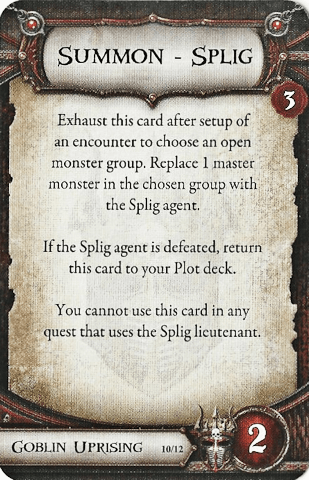 Summon - Splig
3
Exhaust this card after setup of
an encounter to choose an open
monster group. Replace 1 master
monster in the chosen group with
the Splig agent.
If the Splig agent is defeated, return
this card to your Plot deck.
You cannot use this card in any
quest that uses the Splig lieutenant.
Goblin Uprising 10/12
2